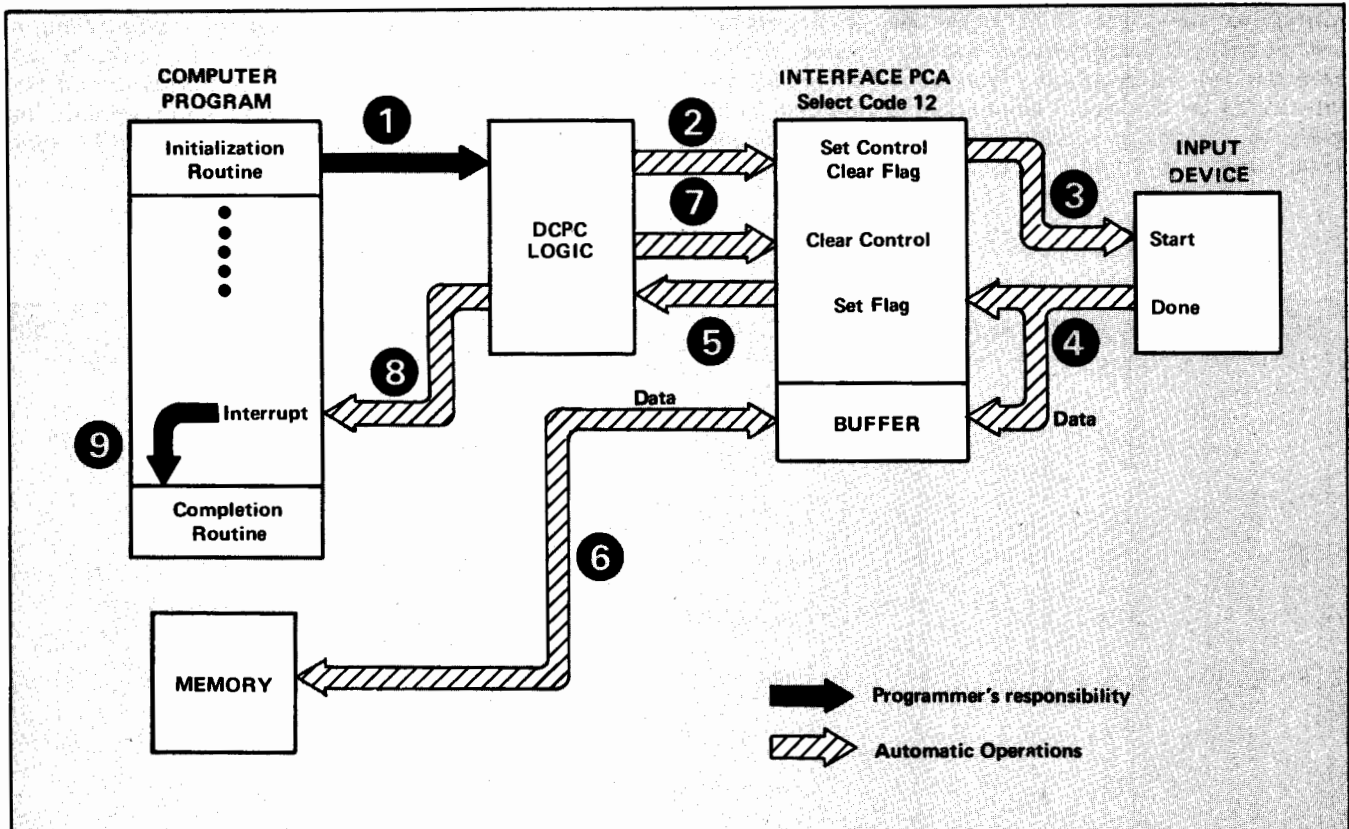 COMPUTER
PROGRAM
Initialization
Routine
1
DCPC
LOGIC
2
7
5
INTERFACE PCA
Select Code 12
Set Control
Clear Flag
Clear Control
Set Flag
BUFFER
3
INPUT
DEVICE
Start
Done
4
Data
8
Interrupt
9
Completion
Routine
Data
6
MEMORY
Programmer's responsibility
Automatic Operations